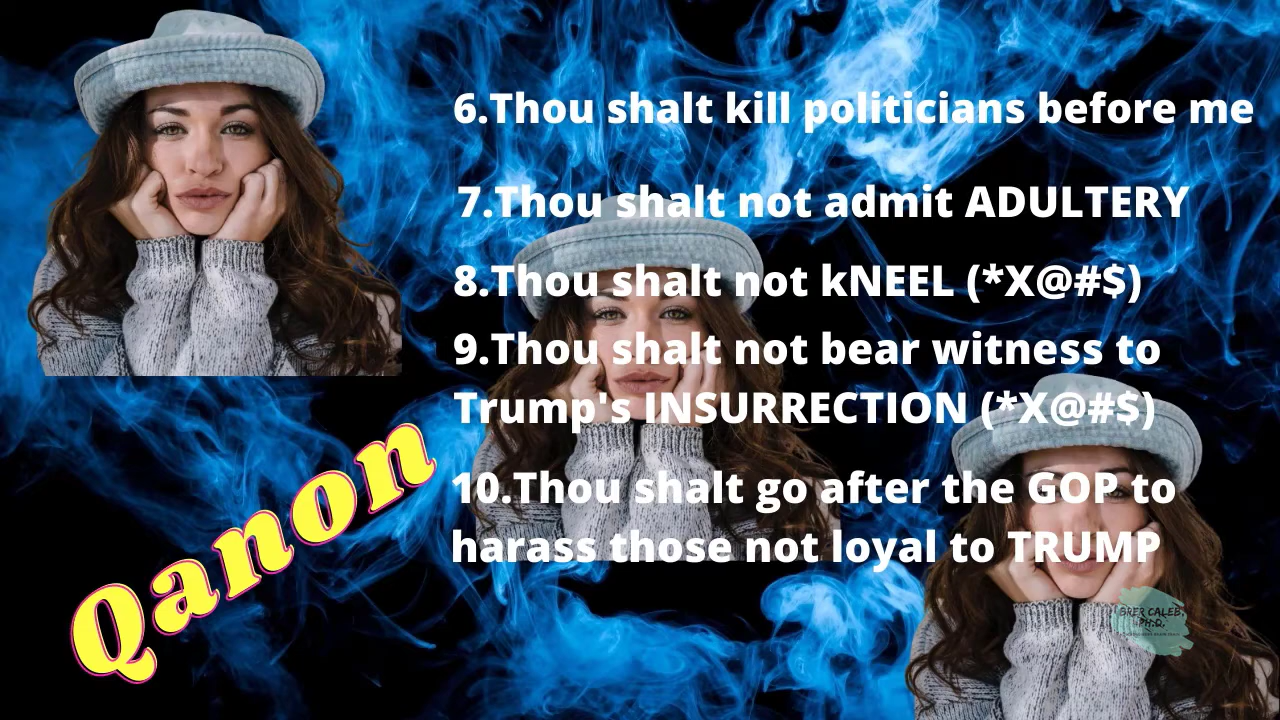 6.Thou shalt kill politicians before me
7.Thou shalt not admit ADULTERY
8.Thou shalt not kNEEL (*X@#$)
9.Thou shalt not bear witness to
Trump's INSURRECTION (*X@#$)
10.Thou shalt go after the GOP to
harass those not loyal to TRUMP
Qanon
CALEB,
PH.D,